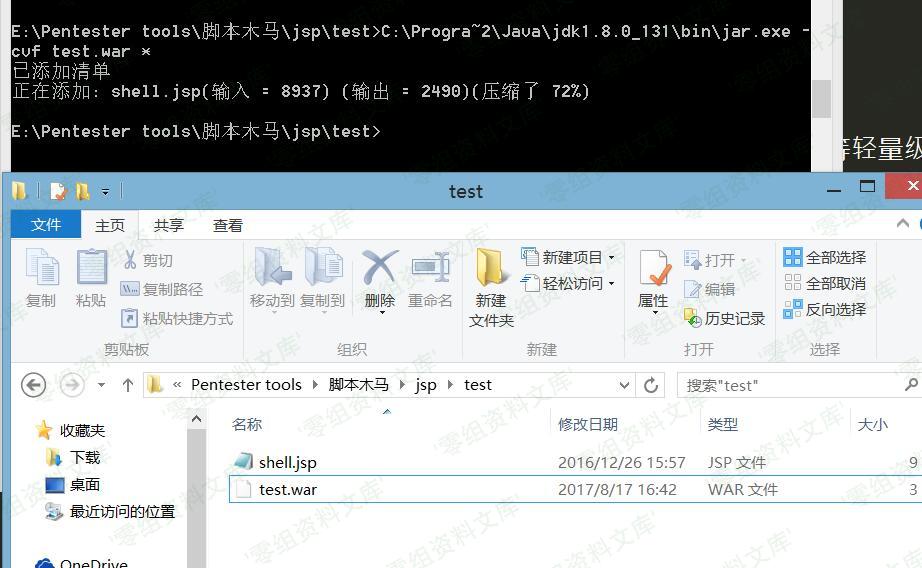 E:\Pentester tools\脚本木马\jsp\test>C:\Progra~2\Java\jdk1.8.0_131\bin\jar.exe -
cvf test.war *
已添加清单
正在添加: shell.jsp(输入 = 8937) (输出 = 2490)(压缩了 72%)
E:\Pentester tools\脚本木马\jsp\test>
等轻量级
test
文件 主页 共享 查看
复制 粘贴 剪切 复制路径 粘贴快捷方式
移动到 复制到 删除 重命名
新建文件夹 新建项目 轻松访问
属性 打开 编辑 历史记录
全部选择 全部取消 反向选择
剪贴板 组织 新建 打开 选择
« Pentester tools 脚本木马 jsp test 搜索"test"
名称 修改日期 类型 大小
收藏夹
下载
桌面
最近访问的位置
OneDrive
shell.jsp 2016/12/26 15:57 JSP 文件 9
test.war 2017/8/17 16:42 WAR 文件 3
'零组资料文库'